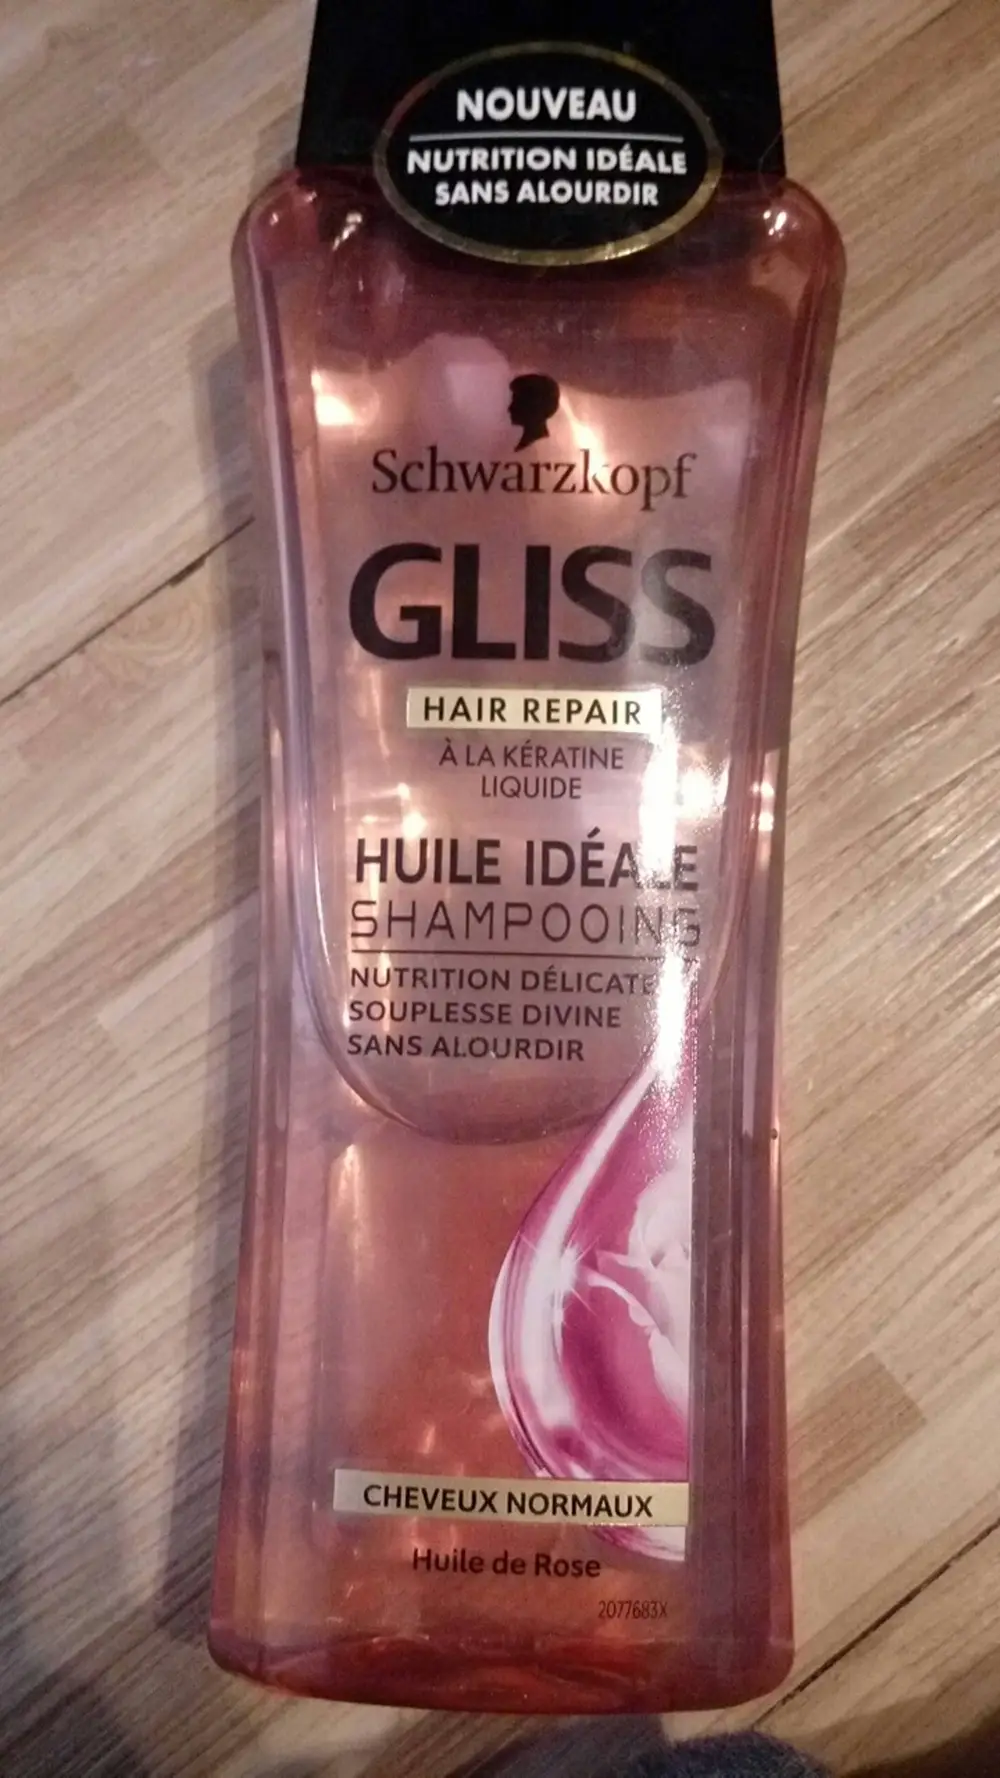 NOUVEAU
NUTRITION IDÉALE
SANS ALOURDIR
Schwarzkopf
GLISS
HAIR REPAIR
À LA KÉRATINE
LIQUIDE
HUILE IDÉALE
SHAMPOOING
NUTRITION DÉLICATE
SOUPLESSE DIVINE
SANS ALOURDIR
CHEVEUX NORMAUX
Huile de Rose
2077683X